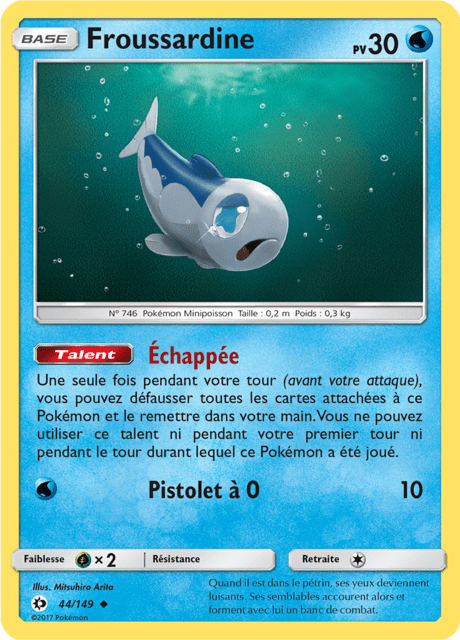 BASE Froussardine PV 30
N° 746 Pokémon Minipoisson Taille : 0,2 m Poids : 0,3 kg
Talent Échappée
Une seule fois pendant votre tour (avant votre attaque),
vous pouvez défausser toutes les cartes attachées à ce
Pokémon et le remettre dans votre main.Vous ne pouvez
utiliser ce talent ni pendant votre premier tour ni
pendant le tour durant lequel ce Pokémon a été joué.
Pistolet à O 10
Faiblesse × 2 Résistance Retraite
Illus. Mitsuhiro Arita
44/149
©2017 Pokémon
Quand il est dans le pétrin, ses yeux deviennent
luisants. Ses semblables accourent alors et
forment avec lui un banc de combat.